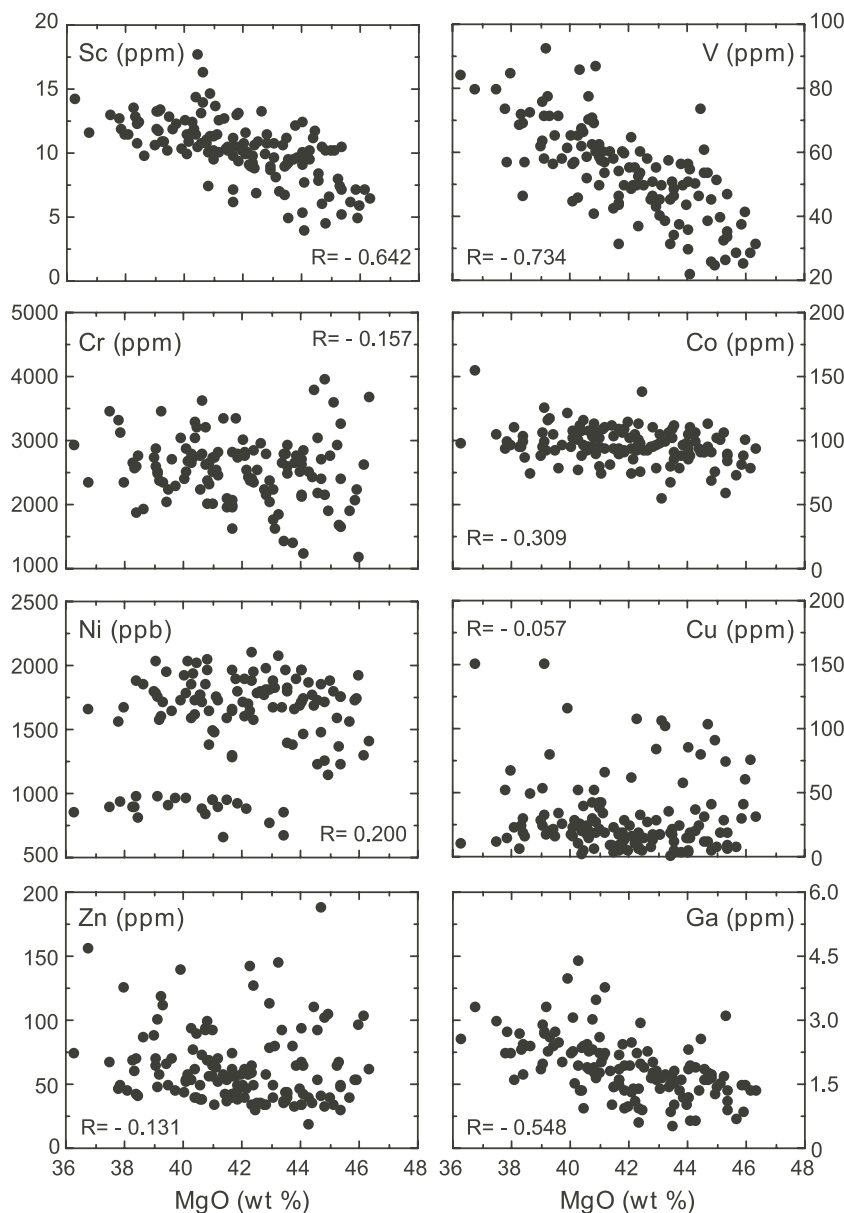 20
15
10
5
0
Sc (ppm)
R= - 0.642
V (ppm)
R= - 0.734
100
80
60
40
20
5000
4000
3000
2000
1000
Cr (ppm)
R= - 0.157
Co (ppm)
R= - 0.309
200
150
100
50
0
2500
2000
1500
1000
500
Ni (ppb)
R= 0.200
R= - 0.057
Cu (ppm)
200
150
100
50
0
200
150
100
50
0
Zn (ppm)
R= - 0.131
Ga (ppm)
R= - 0.548
6.0
4.5
3.0
1.5
0
36 38 40 42 44 46 48
MgO (wt %)
36 38 40 42 44 46 48
MgO (wt %)